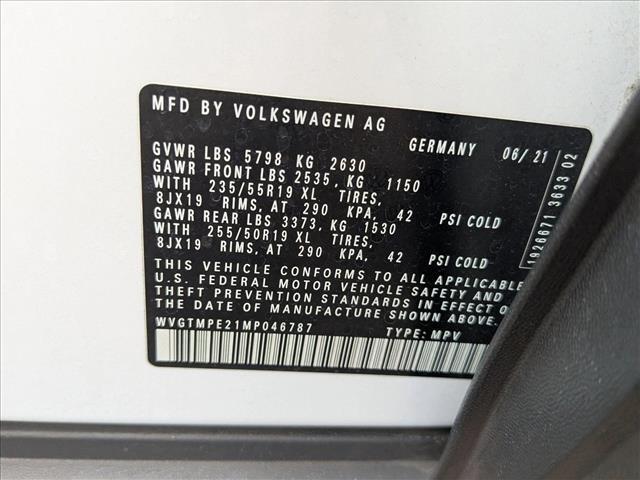 MFD BY VOLKSWAGEN AG
GERMANY 06/21
GVWR LBS 5798 KG 2630
GAWR FRONT LBS 2535, KG 1150
WITH 235/55R19 XL TIRES,
8JX19 RIMS, AT 290 KPA, 42 PSI COLD
GAWR REAR LBS 3373, KG 1530
WITH 255/50R19 XL TIRES,
8JX19 RIMS, AT 290 KPA, 42 PSI COLD
THIS VEHICLE CONFORMS TO ALL APPLICABLE
U.S. FEDERAL MOTOR VEHICLE SAFETY AND
THEFT PREVENTION STANDARDS IN EFFECT O
THE DATE OF MANUFACTURE SHOWN ABOVE.
WVGTMPE21MP046787 TYPE: MPV
1926671 3633 02